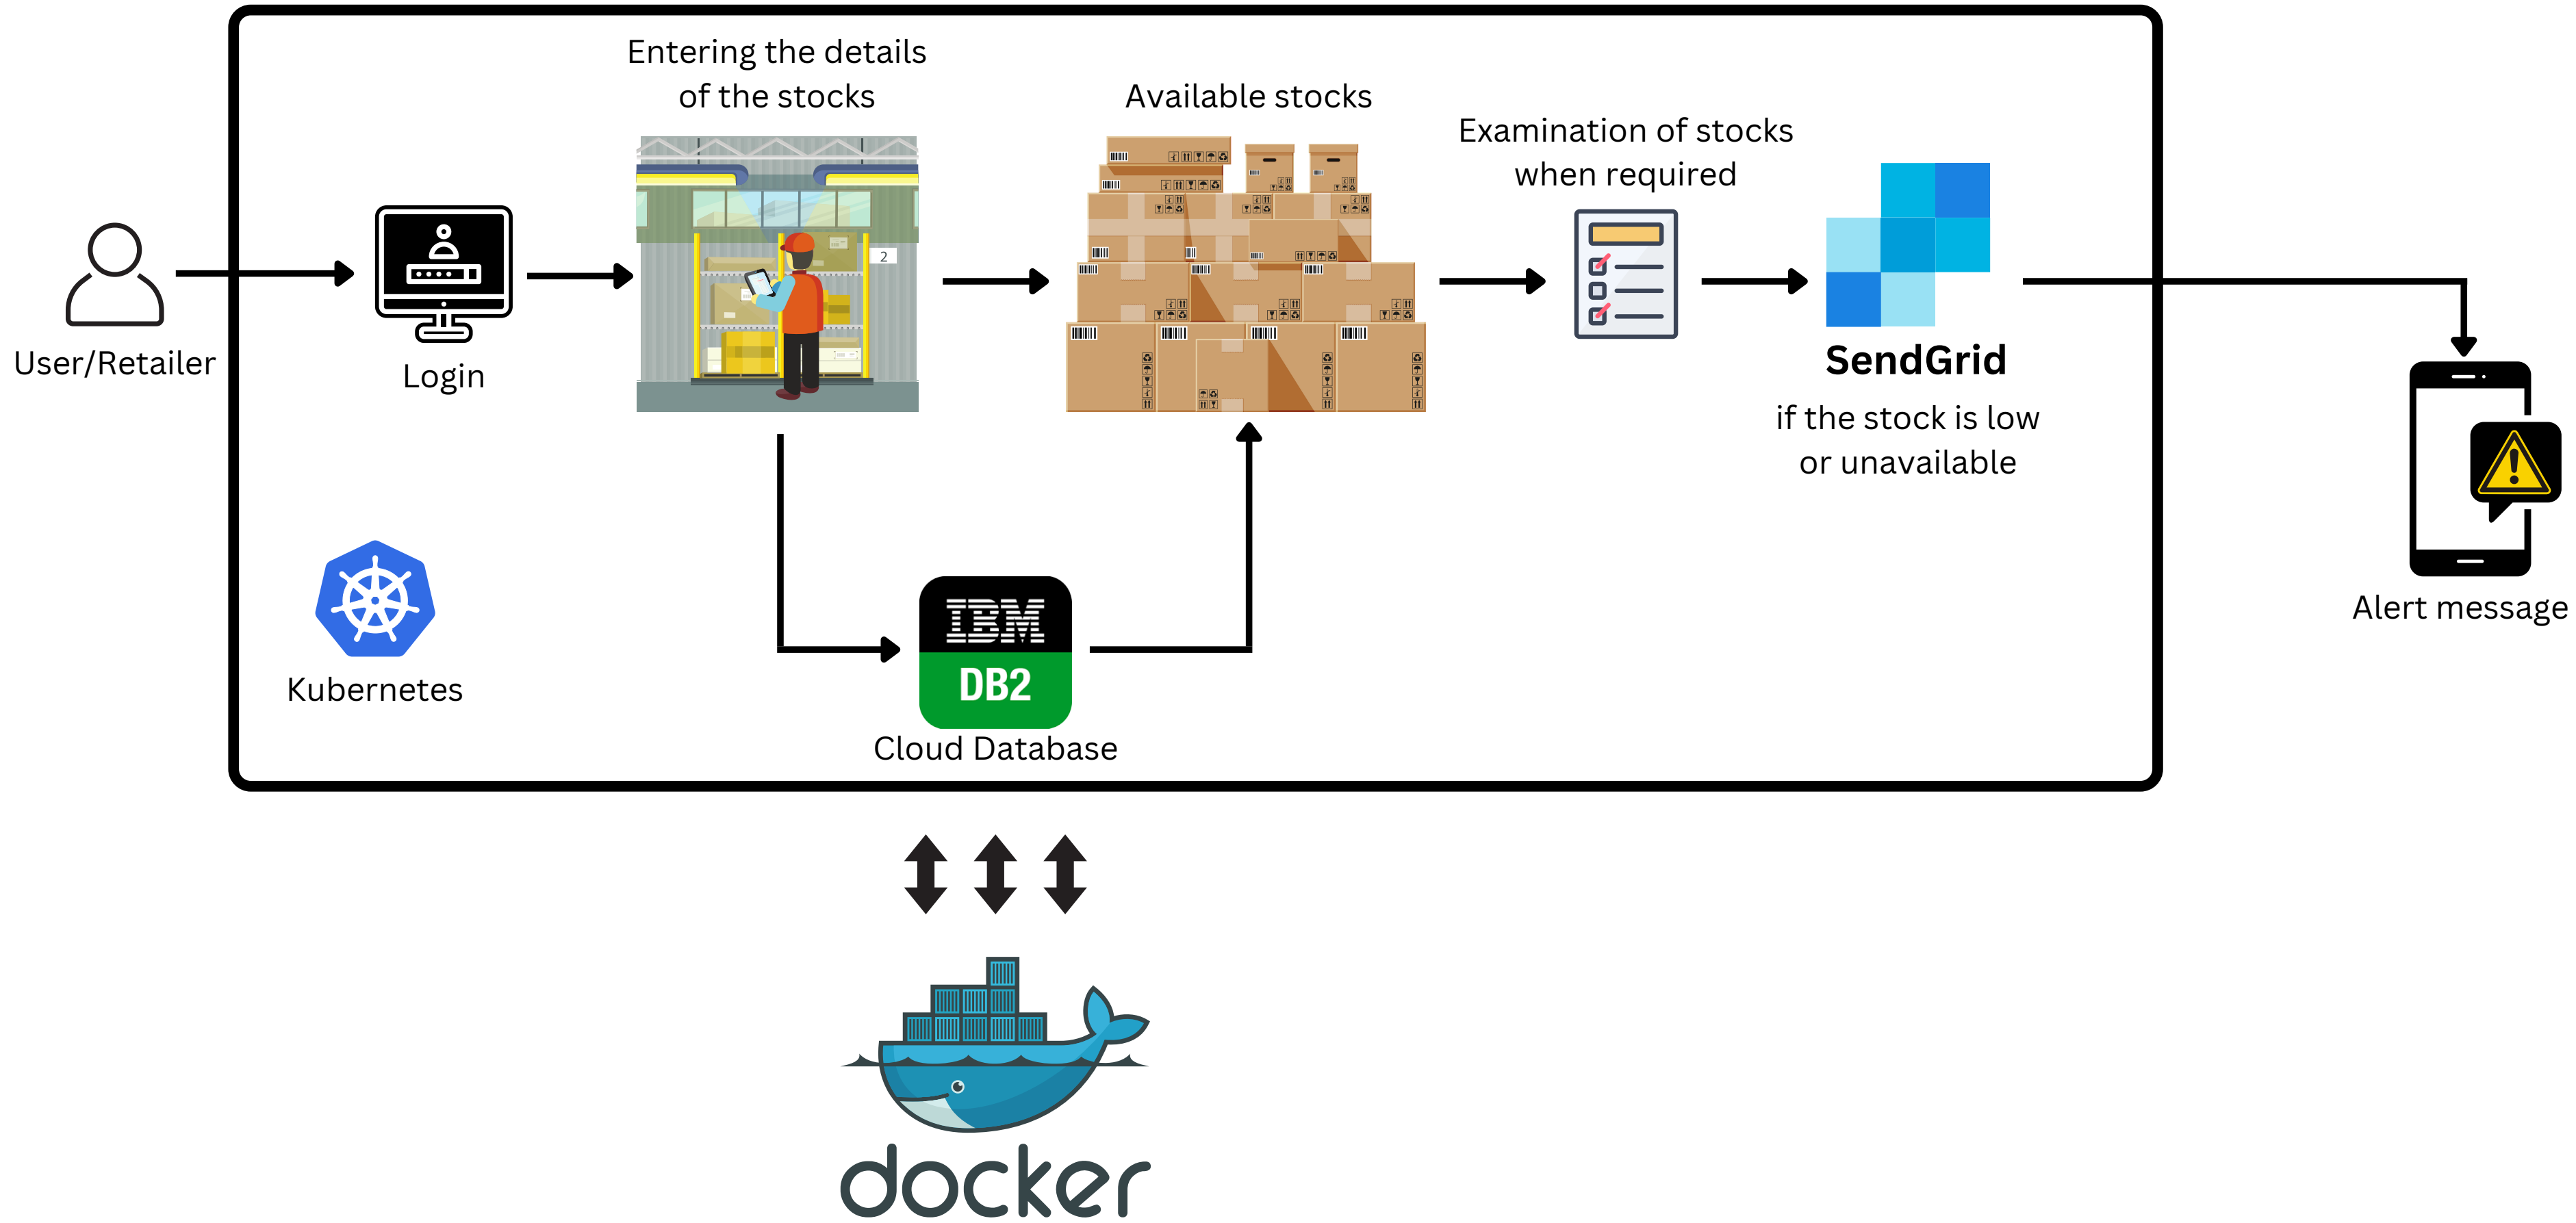 Entering the details
of the stocks
Available stocks
Examination of stocks
when required
2
User/Retailer
Login
SendGrid
if the stock is low
or unavailable
Alert message
Kubernetes
IBM
DB2
Cloud Database
docker